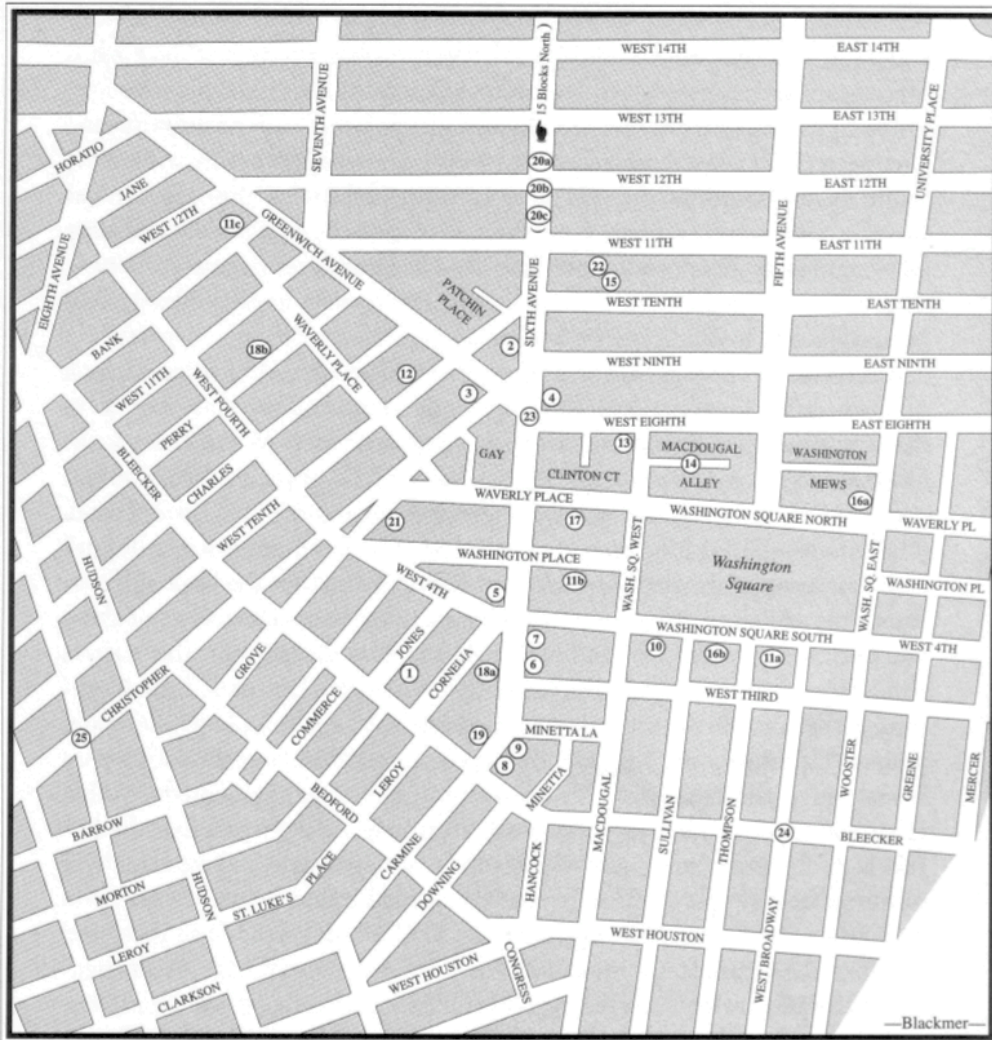 WEST 14TH
EAST 14TH
15 Blocks North )
SEVENTH AVENUE
UNIVERSITY PLACE
WEST 13TH
EAST 13TH
HORATIO
20a
JANE
WEST 12TH
EAST 12TH
20b
WEST 12TH
11c
GREENWICH AVENUE
20c
(
FIFTH AVENUE
WEST 11TH
EAST 11TH
EIGHTH AVENUE
22
15
PATCHIN
PLACE
SIXTH AVENUE
WEST TENTH
EAST TENTH
BANK
WAVERLY PLACE
18b
2
WEST NINTH
EAST NINTH
WEST 11TH
12
WEST FOURTH
3
4
PERRY
23
WEST EIGHTH
EAST EIGHTH
BLEECKER
GAY
13
MACDOUGAL
WASHINGTON
CHARLES
CLINTON CT
14
ALLEY
MEWS
16a
WAVERLY PLACE
WEST TENTH
21
17
WASHINGTON SQUARE NORTH
WAVERLY PL
HUDSON
WASHINGTON PLACE
WASH. SQ. WEST
Washington
Square
WASH. SQ. EAST
WASHINGTON PL
WEST 4TH
5
11b
WASHINGTON SQUARE SOUTH
WEST 4TH
JONES
7
10
16b
11a
GROVE
1
CORNELIA
18a
6
WEST THIRD
CHRISTOPHER
COMMERCE
25
19
MINETTA LA
9
8
LEROY
MINETTA
BEDFORD
MACDOUGAL
SULLIVAN
THOMPSON
WOOSTER
GREENE
MERCER
BARROW
24
BLEECKER
CARMINE
PLACE
DOWNING
HANCOCK
MORTON
HUDSON
ST. LUKE'S
WEST HOUSTON
LEROY
WEST HOUSTON
CONGRESS
WEST BROADWAY
CLARKSON
—Blackmer—